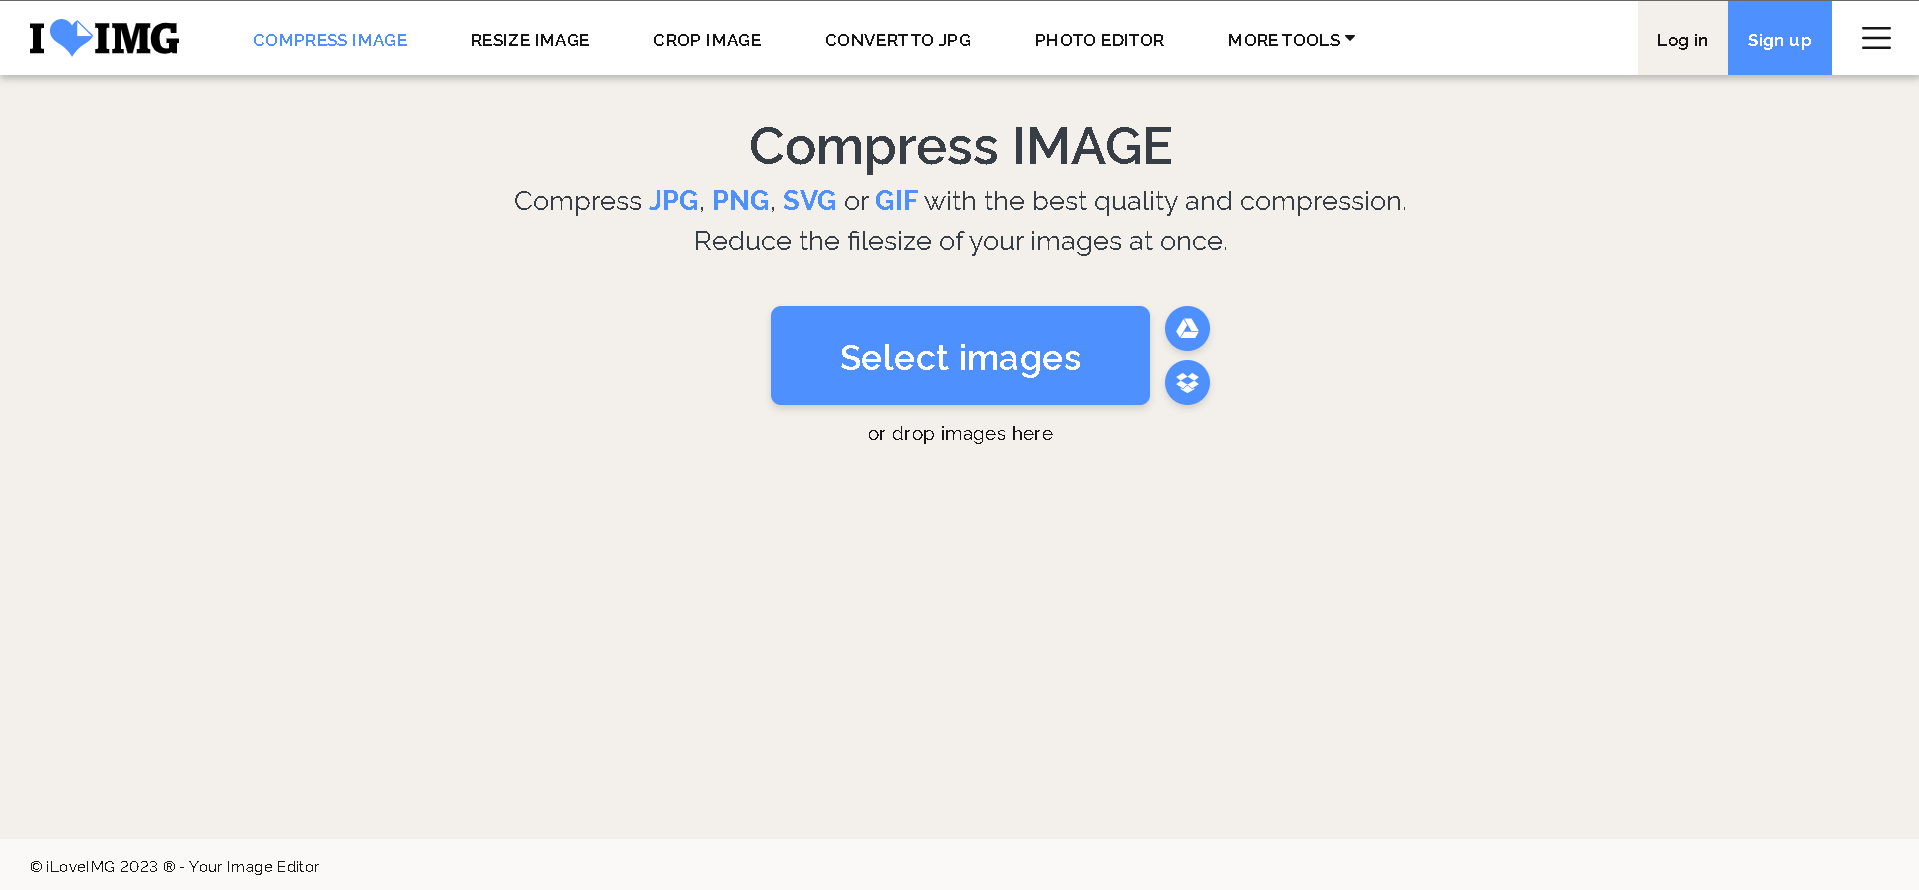 I IMG
COMPRESS IMAGE
RESIZE IMAGE
CROP IMAGE
CONVERT TO JPG
PHOTO EDITOR
MORE TOOLS
Log in
Sign up
Compress IMAGE
Compress JPG, PNG, SVG or GIF with the best quality and compression.
Reduce the filesize of your images at once.
Select images
or drop images here
© iLoveIMG 2023 ® - Your Image Editor